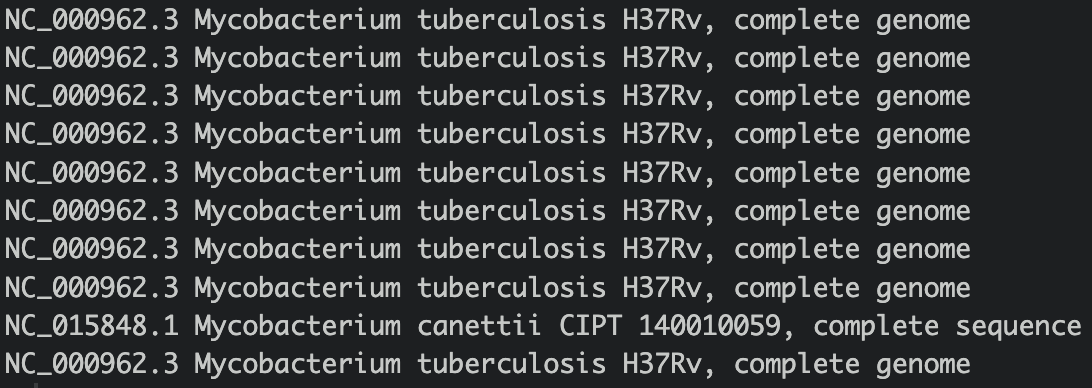 NC_000962.3 Mycobacterium tuberculosis H37Rv, complete genome
NC_000962.3 Mycobacterium tuberculosis H37Rv, complete genome
NC_000962.3 Mycobacterium tuberculosis H37Rv, complete genome
NC_000962.3 Mycobacterium tuberculosis H37Rv, complete genome
NC_000962.3 Mycobacterium tuberculosis H37Rv, complete genome
NC_000962.3 Mycobacterium tuberculosis H37Rv, complete genome
NC_000962.3 Mycobacterium tuberculosis H37Rv, complete genome
NC_000962.3 Mycobacterium tuberculosis H37Rv, complete genome
NC_015848.1 Mycobacterium canettii CIPT 140010059, complete sequence
NC_000962.3 Mycobacterium tuberculosis H37Rv, complete genome